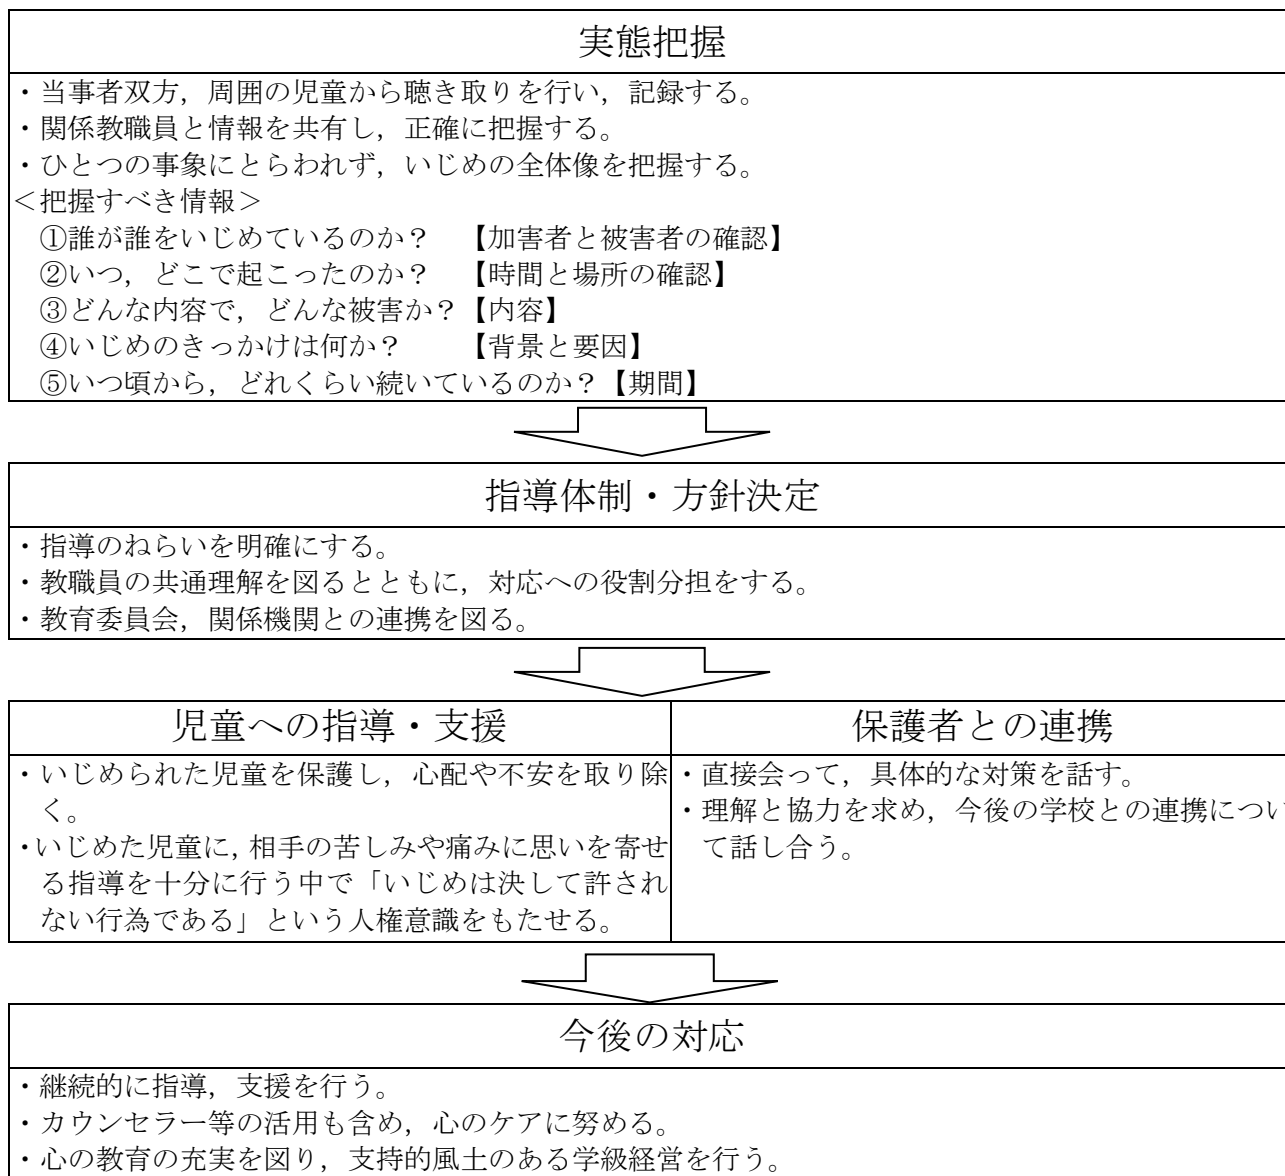 実態把握
・当事者双方，周囲の児童から聴き取りを行い，記録する。
・関係教職員と情報を共有し，正確に把握する。
・ひとつの事象にとらわれず，いじめの全体像を把握する。
＜把握すべき情報＞
①誰が誰をいじめているのか？　【加害者と被害者の確認】
②いつ，どこで起こったのか？　【時間と場所の確認】
③どんな内容で，どんな被害か？【内容】
④いじめのきっかけは何か？　　【背景と要因】
⑤いつ頃から，どれくらい続いているのか？【期間】
指導体制・方針決定
・指導のねらいを明確にする。
・教職員の共通理解を図るとともに，対応への役割分担をする。
・教育委員会，関係機関との連携を図る。
児童への指導・支援
・いじめられた児童を保護し，心配や不安を取り除
く。
・いじめた児童に，相手の苦しみや痛みに思いを寄せ
る指導を十分に行う中で「いじめは決して許され
ない行為である」という人権意識をもたせる。
保護者との連携
・直接会って，具体的な対策を話す。
・理解と協力を求め，今後の学校との連携につい
て話し合う。
今後の対応
・継続的に指導，支援を行う。
・カウンセラー等の活用も含め，心のケアに努める。
・心の教育の充実を図り，支持的風土のある学級経営を行う。